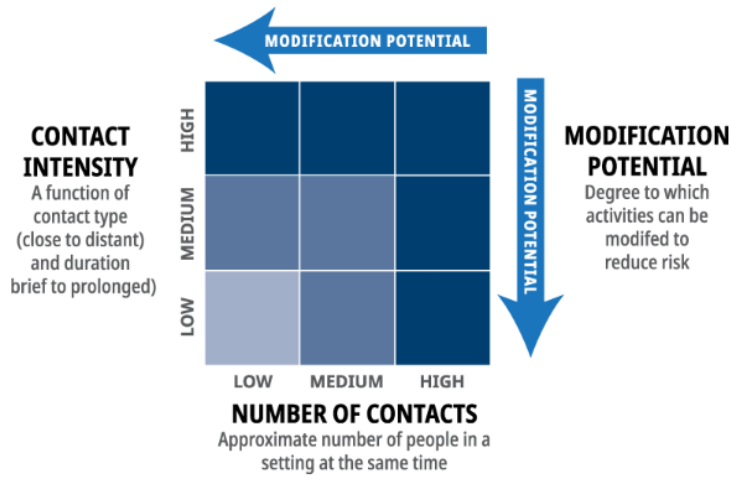 MODIFICATION POTENTIAL
CONTACT
INTENSITY
A function of
contact type
(close to distant)
and duration
brief to prolonged)
HIGH
MEDIUM
LOW
MODIFICATION POTENTIAL
MODIFICATION
POTENTIAL
Degree to which
activities can be
modifed to
reduce risk
LOW MEDIUM HIGH
NUMBER OF CONTACTS
Approximate number of people in a
setting at the same time